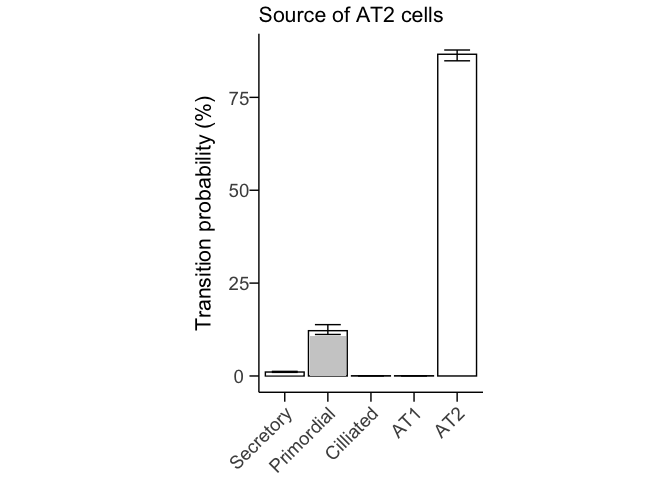 Source of AT2 cells
Transition probability (%)
75
50
25
0
Secretory
Primordial
Cilliated
AT1
AT2